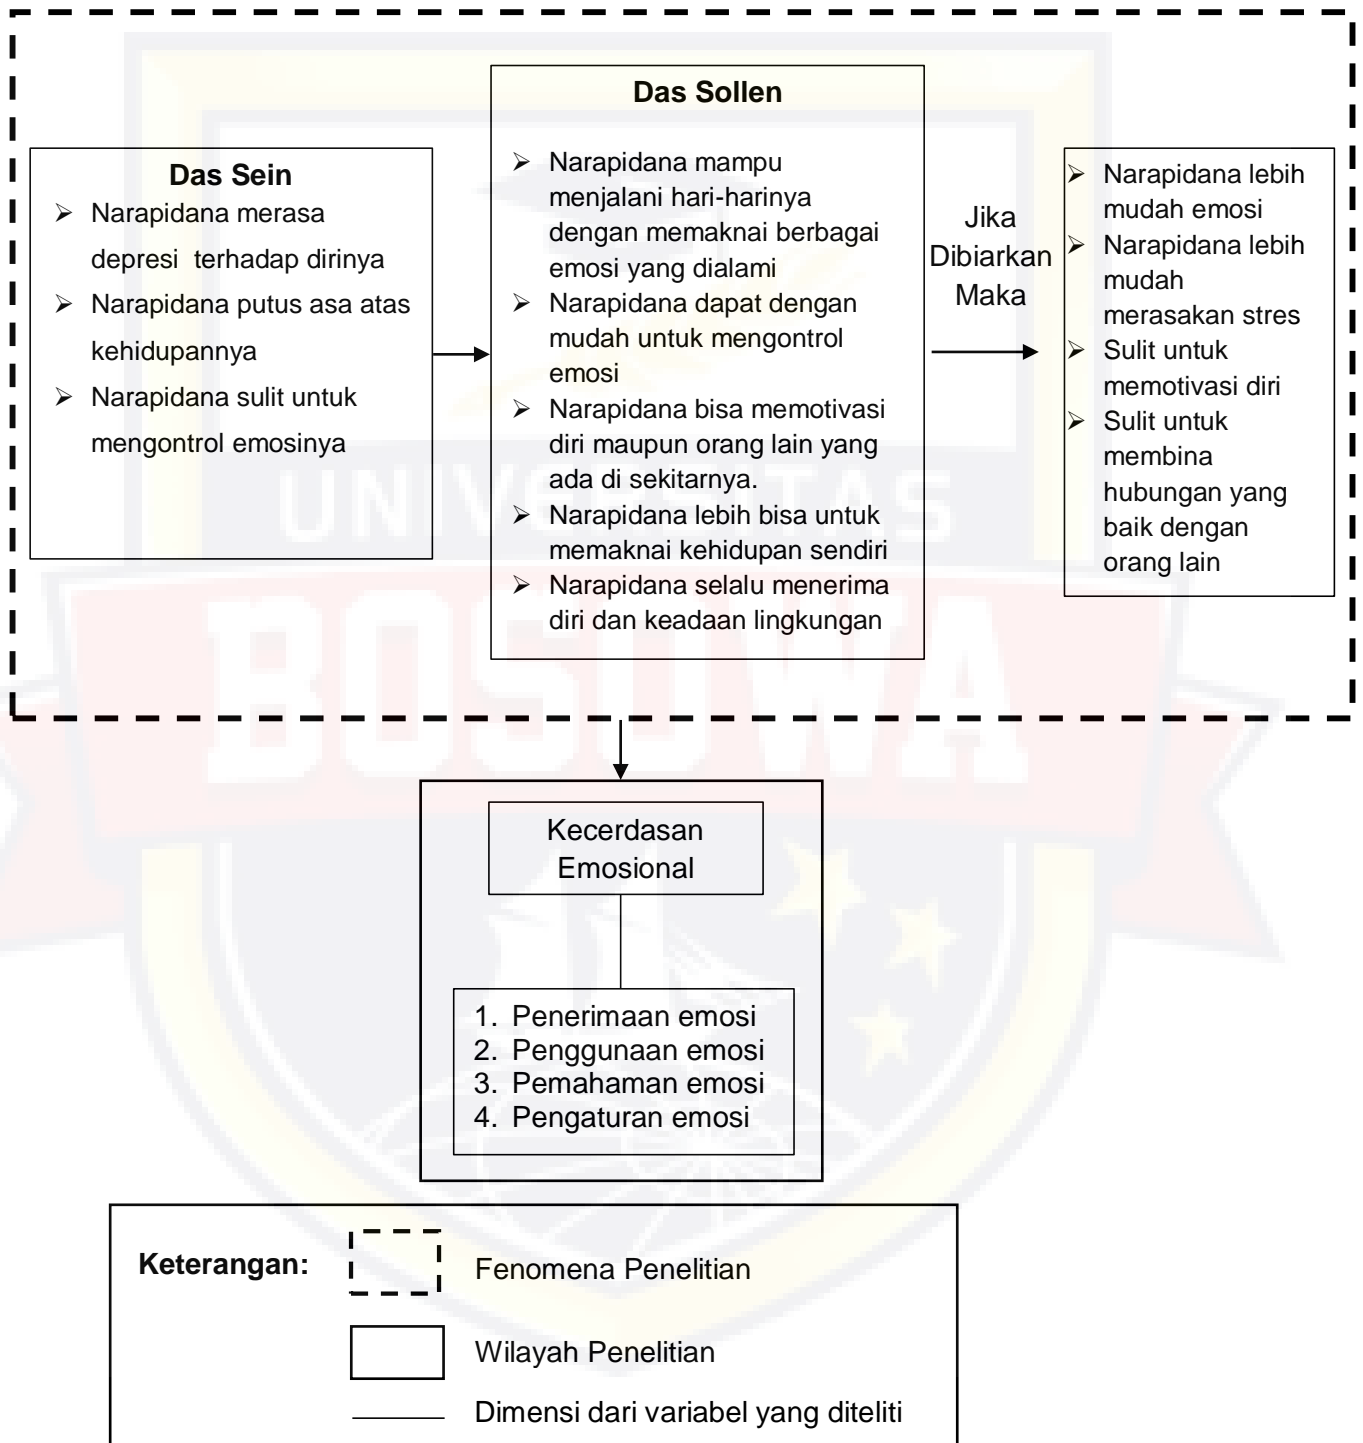 Das Sein
➢ Narapidana merasa
depresi terhadap dirinya
➢ Narapidana putus asa atas
kehidupannya
➢ Narapidana sulit untuk
mengontrol emosinya
Das Sollen
➢ Narapidana mampu
menjalani hari-harinya
dengan memaknai berbagai
emosi yang dialami
➢ Narapidana dapat dengan
mudah untuk mengontrol
emosi
➢ Narapidana bisa memotivasi
diri maupun orang lain yang
ada di sekitarnya.
➢ Narapidana lebih bisa untuk
memaknai kehidupan sendiri
➢ Narapidana selalu menerima
diri dan keadaan lingkungan
Jika
Dibiarkan
Maka
➢ Narapidana lebih
mudah emosi
➢ Narapidana lebih
mudah
merasakan stres
➢ Sulit untuk
memotivasi diri
➢ Sulit untuk
membina
hubungan yang
baik dengan
orang lain
UNIVERSITAS
BOSOWA
Kecerdasan
Emosional
1. Penerimaan emosi
2. Penggunaan emosi
3. Pemahaman emosi
4. Pengaturan emosi
Keterangan:
Fenomena Penelitian
Wilayah Penelitian
Dimensi dari variabel yang diteliti